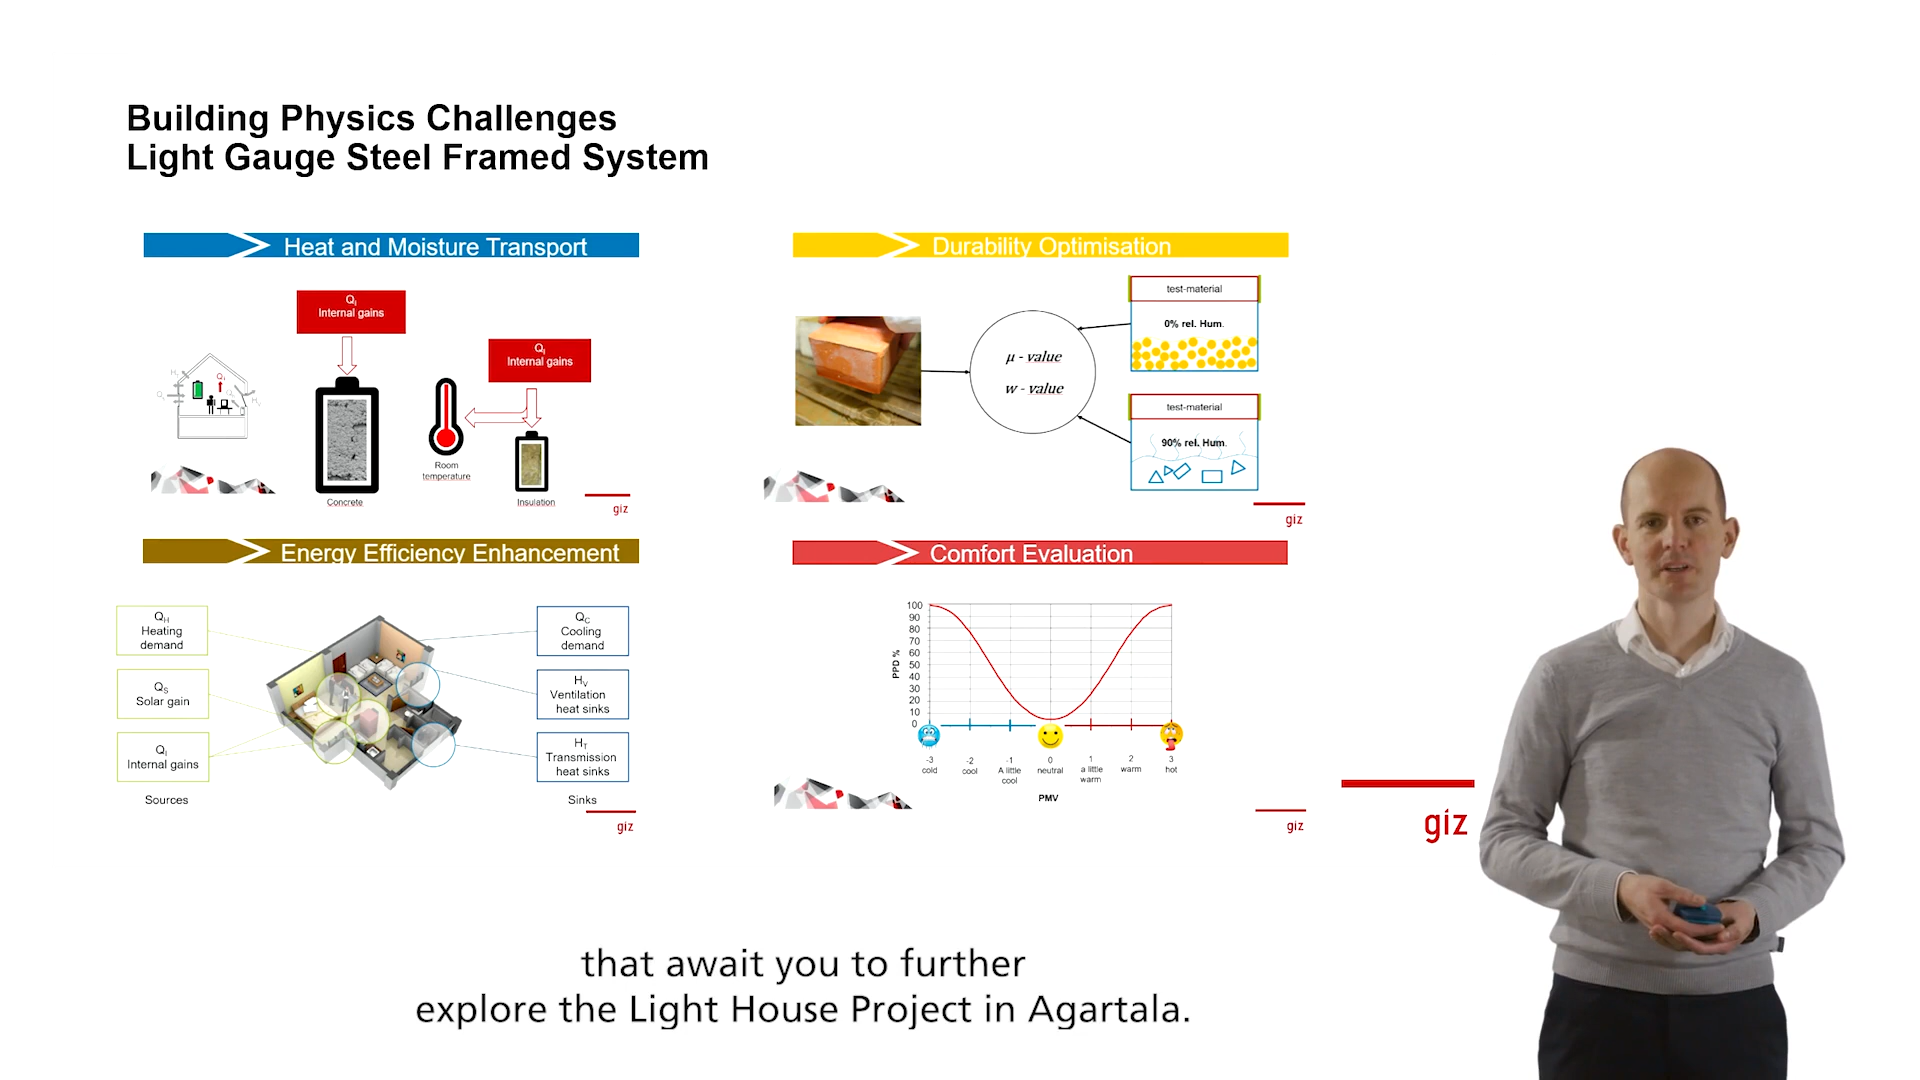 Building Physics Challenges
Light Gauge Steel Framed System
Heat and Moisture Transport
QI
Internal gains
QI
Internal gains
Room
temperature
Concrete
Insulation
giz
Durability Optimisation
test-material
0% rel. Hum.
μ - value
w - value
test-material
90% rel. Hum.
giz
Energy Efficiency Enhancement
QH
Heating
demand
QS
Solar gain
QI
Internal gains
Sources
QC
Cooling
demand
HV
Ventilation
heat sinks
HT
Transmission
heat sinks
Sinks
giz
Comfort Evaluation
PPD %
100
90
80
70
60
50
40
30
20
10
0
-3
cold
-2
cool
-1
A little
cool
0
neutral
1
a little
warm
2
warm
3
hot
PMV
giz
giz
that await you to further
explore the Light House Project in Agartala.